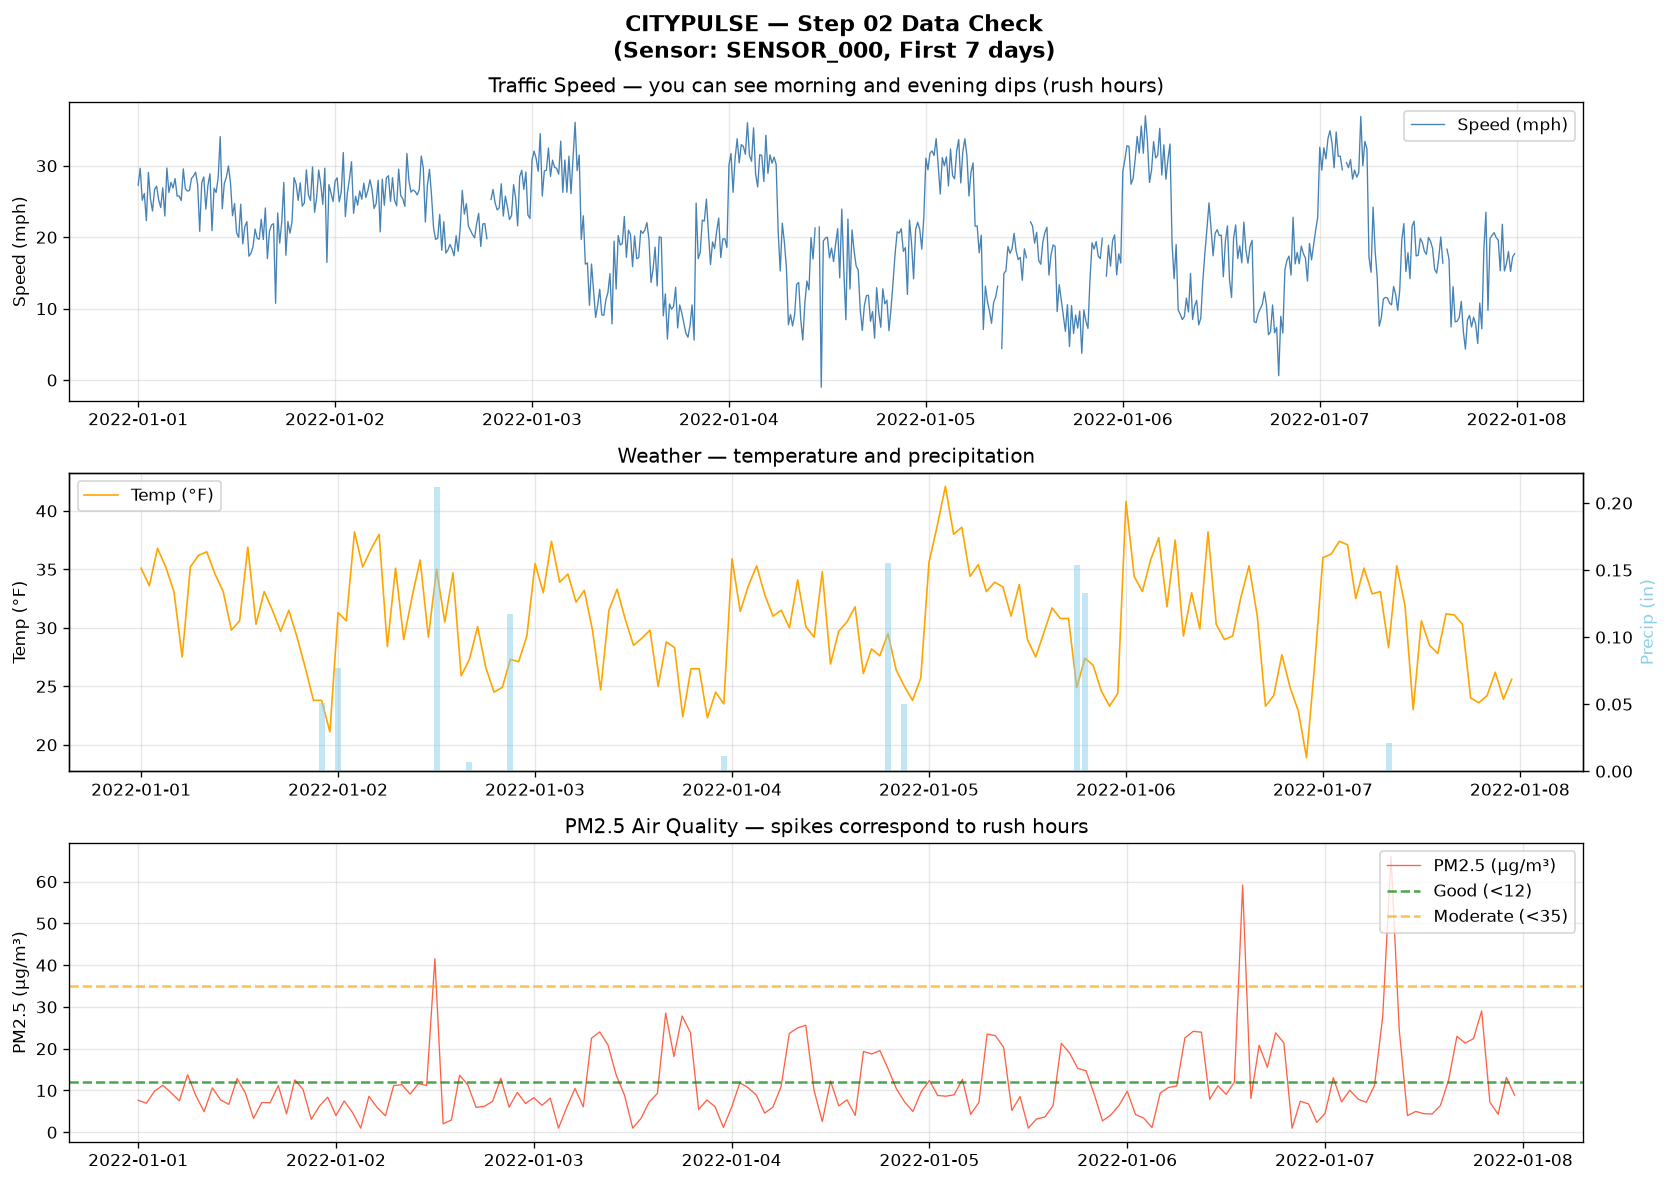 CITYPULSE — Step 02 Data Check
(Sensor: SENSOR_000, First 7 days)
Traffic Speed — you can see morning and evening dips (rush hours)
Speed (mph)
Speed (mph)
30
20
10
0
2022-01-01 2022-01-02 2022-01-03 2022-01-04 2022-01-05 2022-01-06 2022-01-07 2022-01-08
Weather — temperature and precipitation
Temp (°F)
Temp (°F)
40
35
30
25
20
0.20
0.15
0.10
0.05
0.00
Precip (in)
2022-01-01 2022-01-02 2022-01-03 2022-01-04 2022-01-05 2022-01-06 2022-01-07 2022-01-08
PM2.5 Air Quality — spikes correspond to rush hours
PM2.5 (µg/m³)
PM2.5 (µg/m³)
Good (<12)
Moderate (<35)
60
50
40
30
20
10
0
2022-01-01 2022-01-02 2022-01-03 2022-01-04 2022-01-05 2022-01-06 2022-01-07 2022-01-08